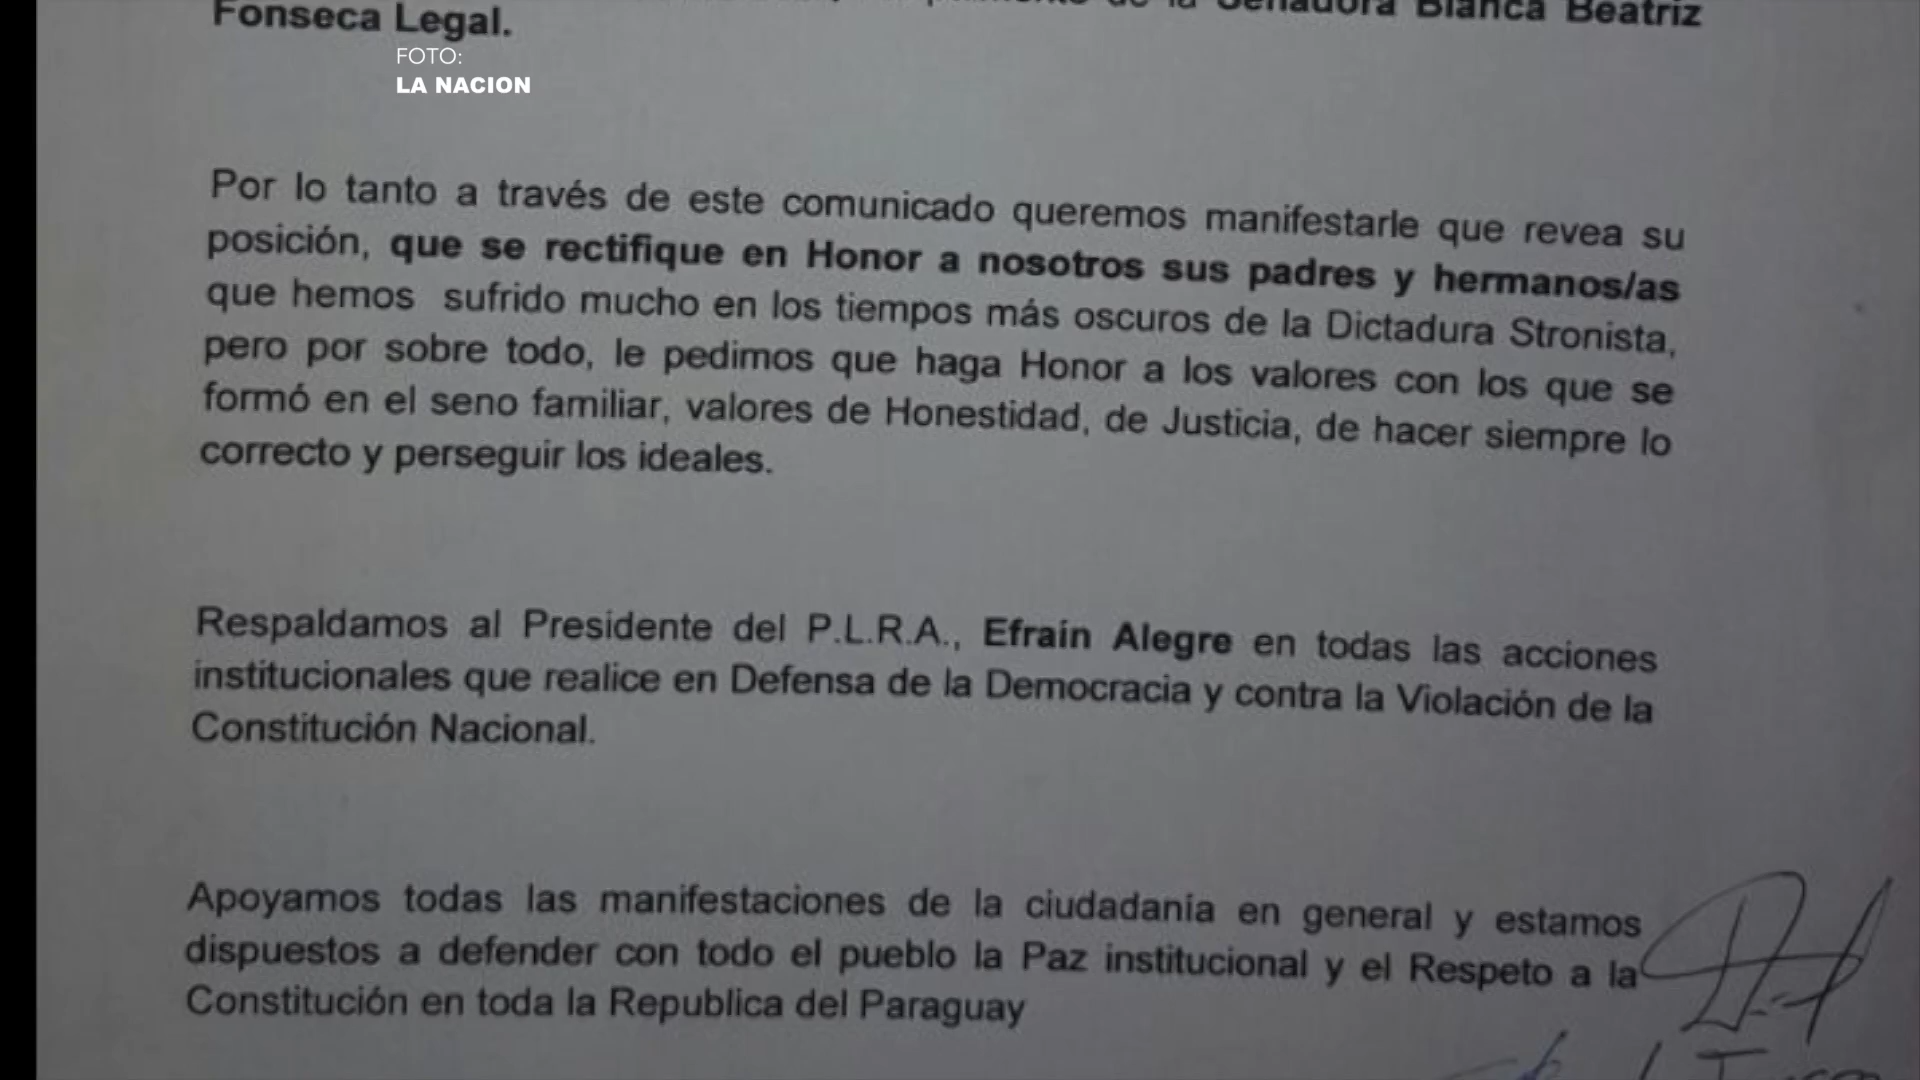 la Senadora Blanca Beatriz
Fonseca Legal.
FOTO:
LA NACION
Por lo tanto a través de este comunicado queremos manifestarle que revea su
posición, que se rectifique en Honor a nosotros sus padres y hermanos/as
que hemos sufrido mucho en los tiempos más oscuros de la Dictadura Stronista,
pero por sobre todo, le pedimos que haga Honor a los valores con los que se
formó en el seno familiar, valores de Honestidad, de Justicia, de hacer siempre lo
correcto y perseguir los ideales.
Respaldamos al Presidente del P.L.R.A., Efraín Alegre en todas las acciones
institucionales que realice en Defensa de la Democracia y contra la Violación de la
Constitución Nacional.
Apoyamos todas las manifestaciones de la ciudadanía en general y estamos
dispuestos a defender con todo el pueblo la Paz institucional y el Respeto a la
Constitución en toda la Republica del Paraguay